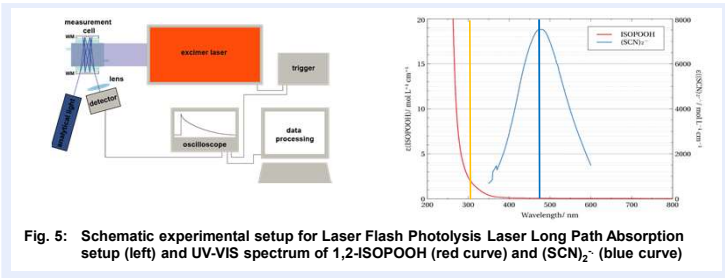 measurement
cell
WM
WM
excimer laser
lens
trigger
detector
analytical light
oscilloscope
data
processing
20
15
10
5
0
ε(ISOPOOH)/ mol L⁻¹ cm⁻¹
ISOPOOH
(SCN)₂⁻
8000
6000
4000
2000
0
ε(SCN)₂⁻/ mol L⁻¹ cm⁻¹
200 300 400 500 600 700 800
Wavelength/ nm
Fig. 5: Schematic experimental setup for Laser Flash Photolysis Laser Long Path Absorption
setup (left) and UV-VIS spectrum of 1,2-ISOPOOH (red curve) and (SCN)₂⁻· (blue curve)